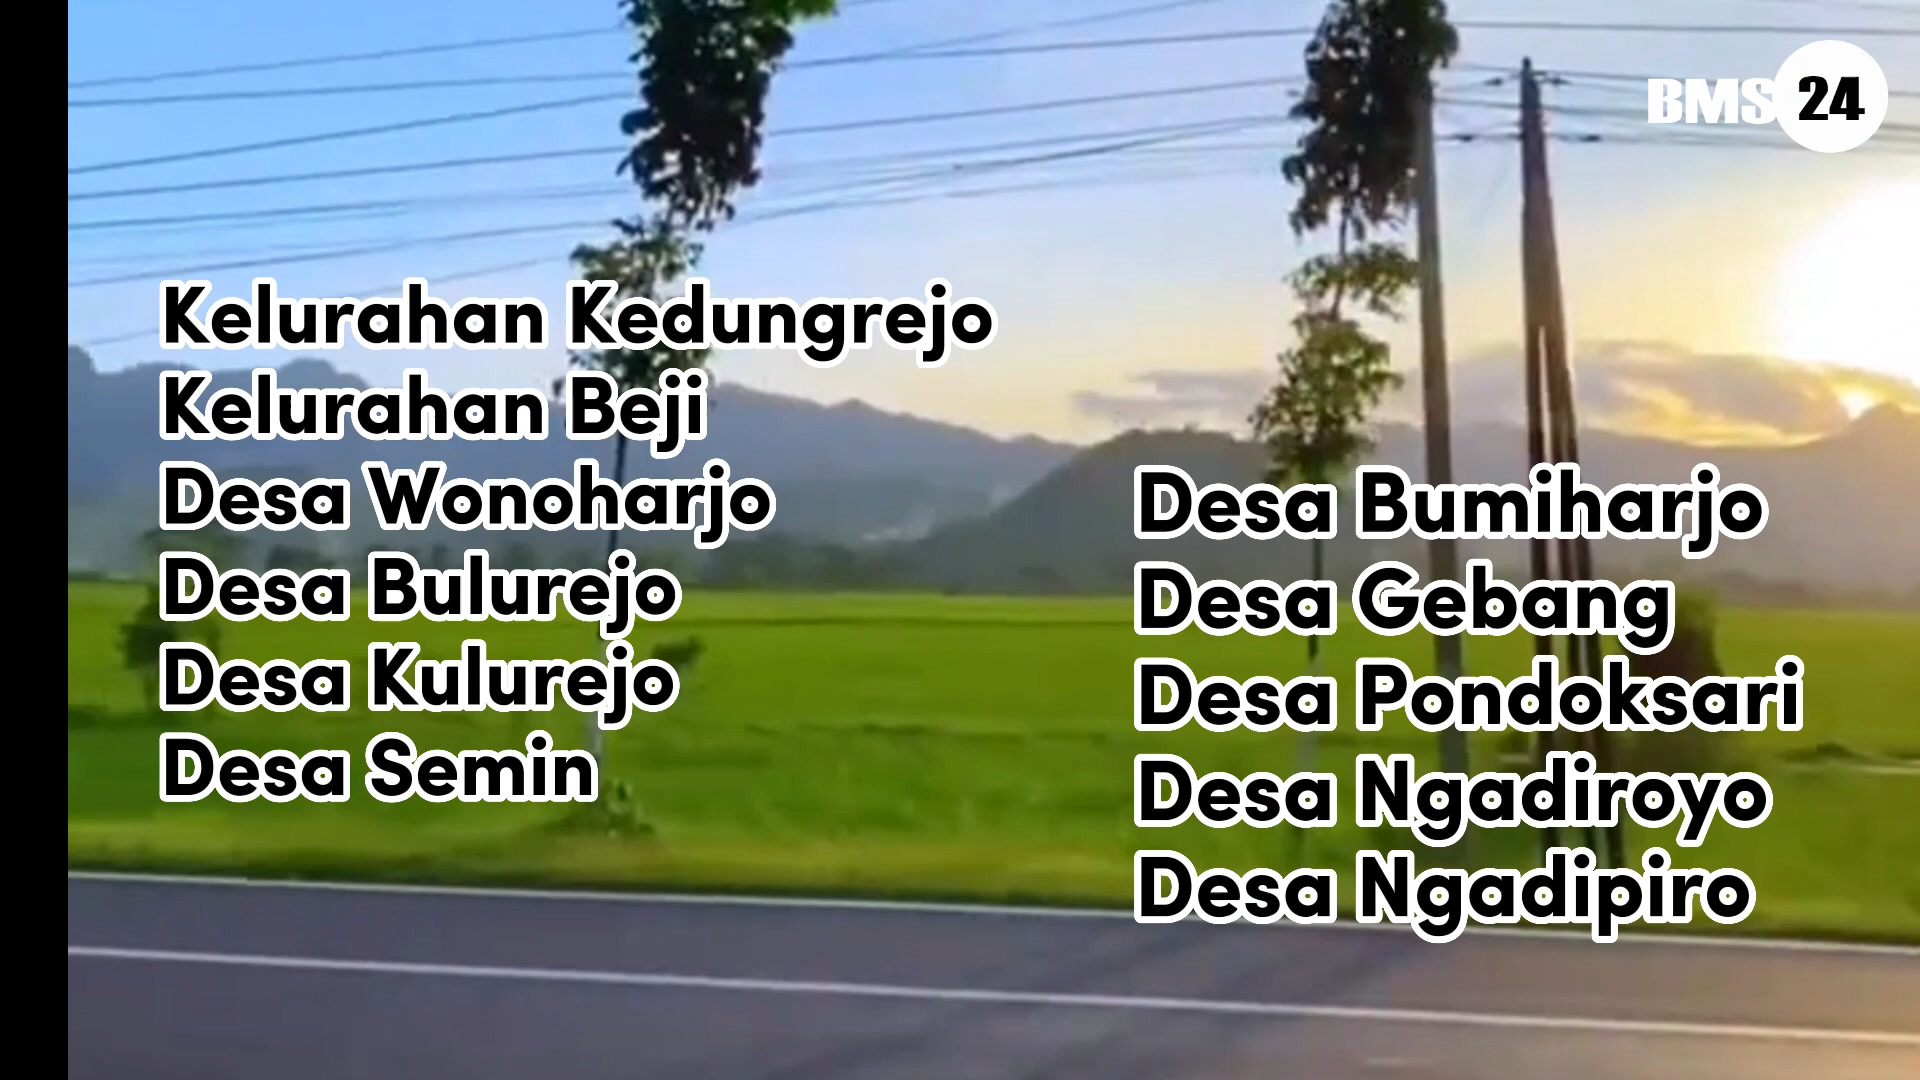 BMS 24
Kelurahan Kedungrejo
Kelurahan Beji
Desa Wonoharjo
Desa Bulurejo
Desa Kulurejo
Desa Semin
Desa Bumiharjo
Desa Gebang
Desa Pondoksari
Desa Ngadiroyo
Desa Ngadipiro